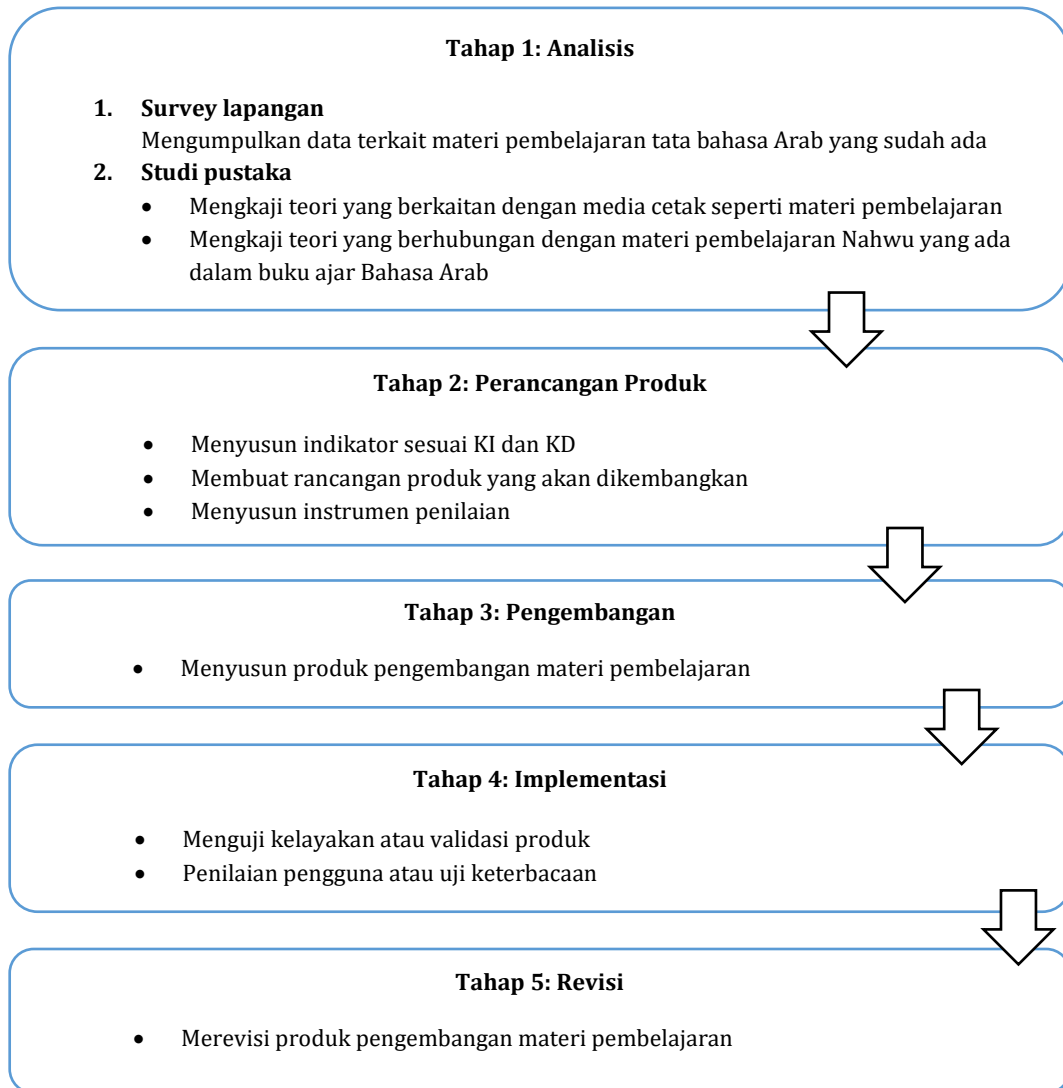 Tahap 1: Analisis
1. Survey lapangan
Mengumpulkan data terkait materi pembelajaran tata bahasa Arab yang sudah ada
2. Studi pustaka
• Mengkaji teori yang berkaitan dengan media cetak seperti materi pembelajaran
• Mengkaji teori yang berhubungan dengan materi pembelajaran Nahwu yang ada
dalam buku ajar Bahasa Arab
Tahap 2: Perancangan Produk
• Menyusun indikator sesuai KI dan KD
• Membuat rancangan produk yang akan dikembangkan
• Menyusun instrumen penilaian
Tahap 3: Pengembangan
• Menyusun produk pengembangan materi pembelajaran
Tahap 4: Implementasi
• Menguji kelayakan atau validasi produk
• Penilaian pengguna atau uji keterbacaan
Tahap 5: Revisi
• Merevisi produk pengembangan materi pembelajaran